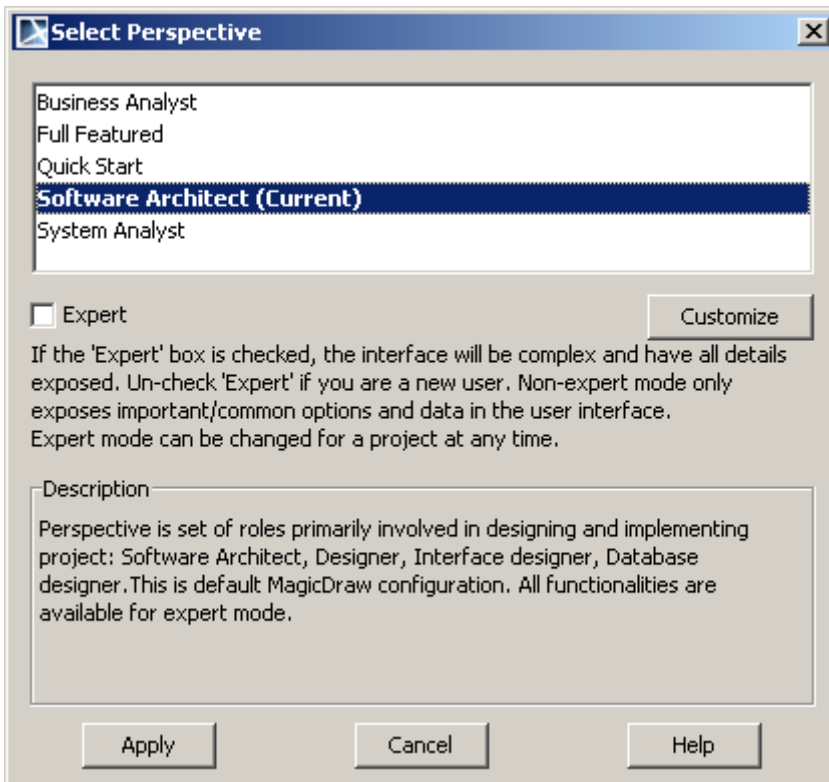 Select Perspective
Business Analyst
Full Featured
Quick Start
Software Architect (Current)
System Analyst
Expert
Customize
If the 'Expert' box is checked, the interface will be complex and have all details
exposed. Un-check 'Expert' if you are a new user. Non-expert mode only
exposes important/common options and data in the user interface.
Expert mode can be changed for a project at any time.
Description
Perspective is set of roles primarily involved in designing and implementing
project: Software Architect, Designer, Interface designer, Database
designer.This is default MagicDraw configuration. All functionalities are
available for expert mode.
Apply
Cancel
Help